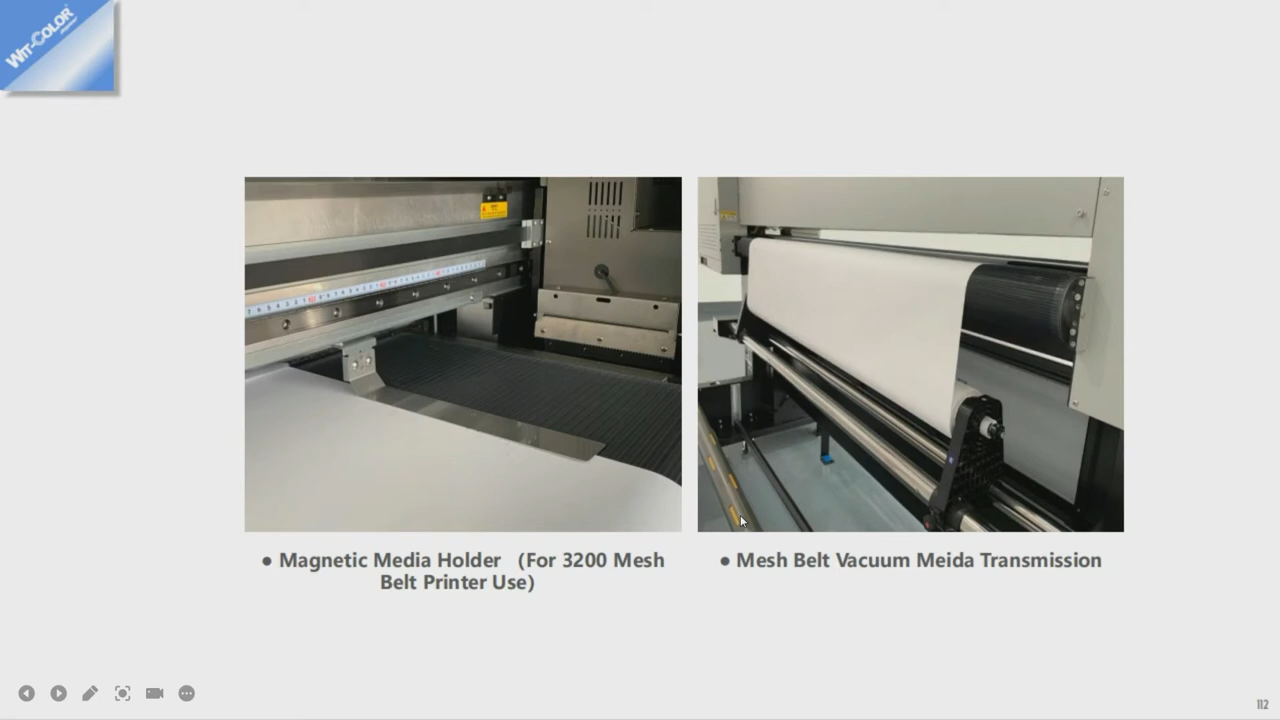 WIT-COLOR
● Magnetic Media Holder （For 3200 Mesh
Belt Printer Use）
● Mesh Belt Vacuum Meida Transmission
112